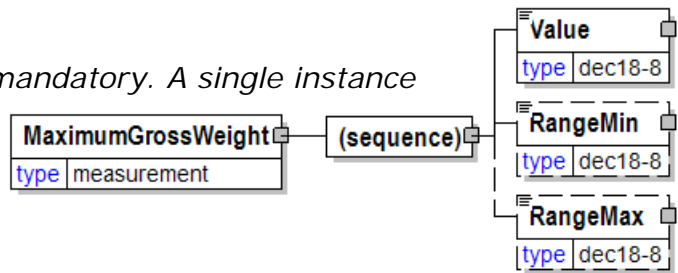 Value
type dec18-8
mandatory. A single instance
RangeMin
type dec18-8
MaximumGrossWeight
type measurement
(sequence)
RangeMax
type dec18-8